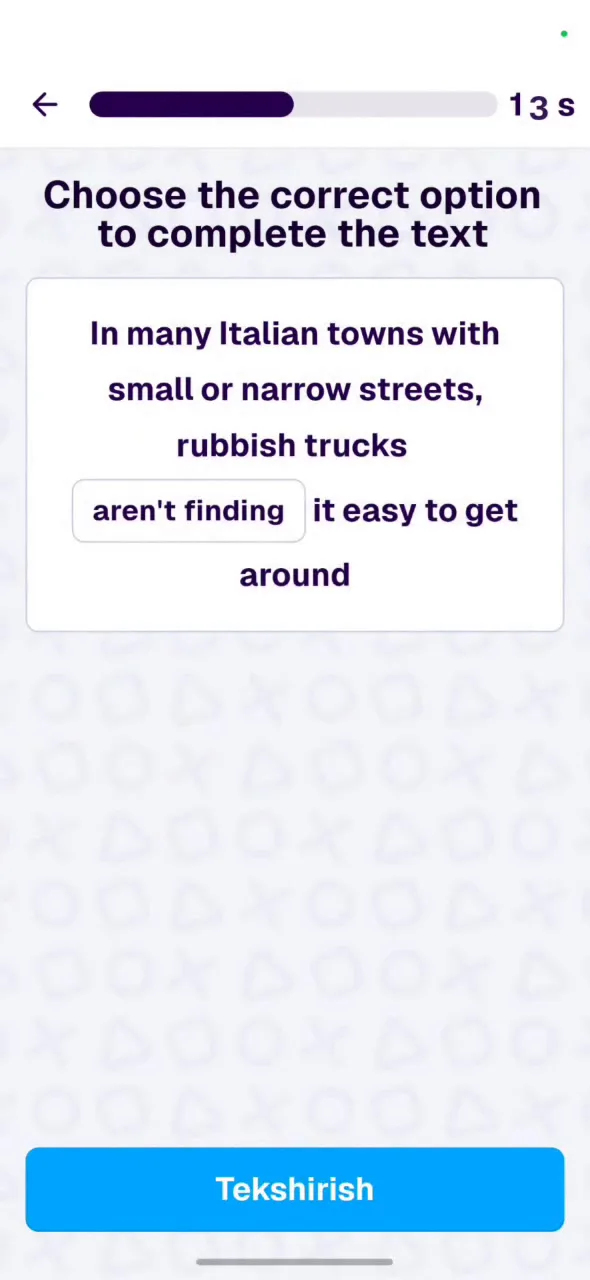 13 s
Choose the correct option
to complete the text
In many Italian towns with
small or narrow streets,
rubbish trucks
aren't finding it easy to get
around
Tekshirish